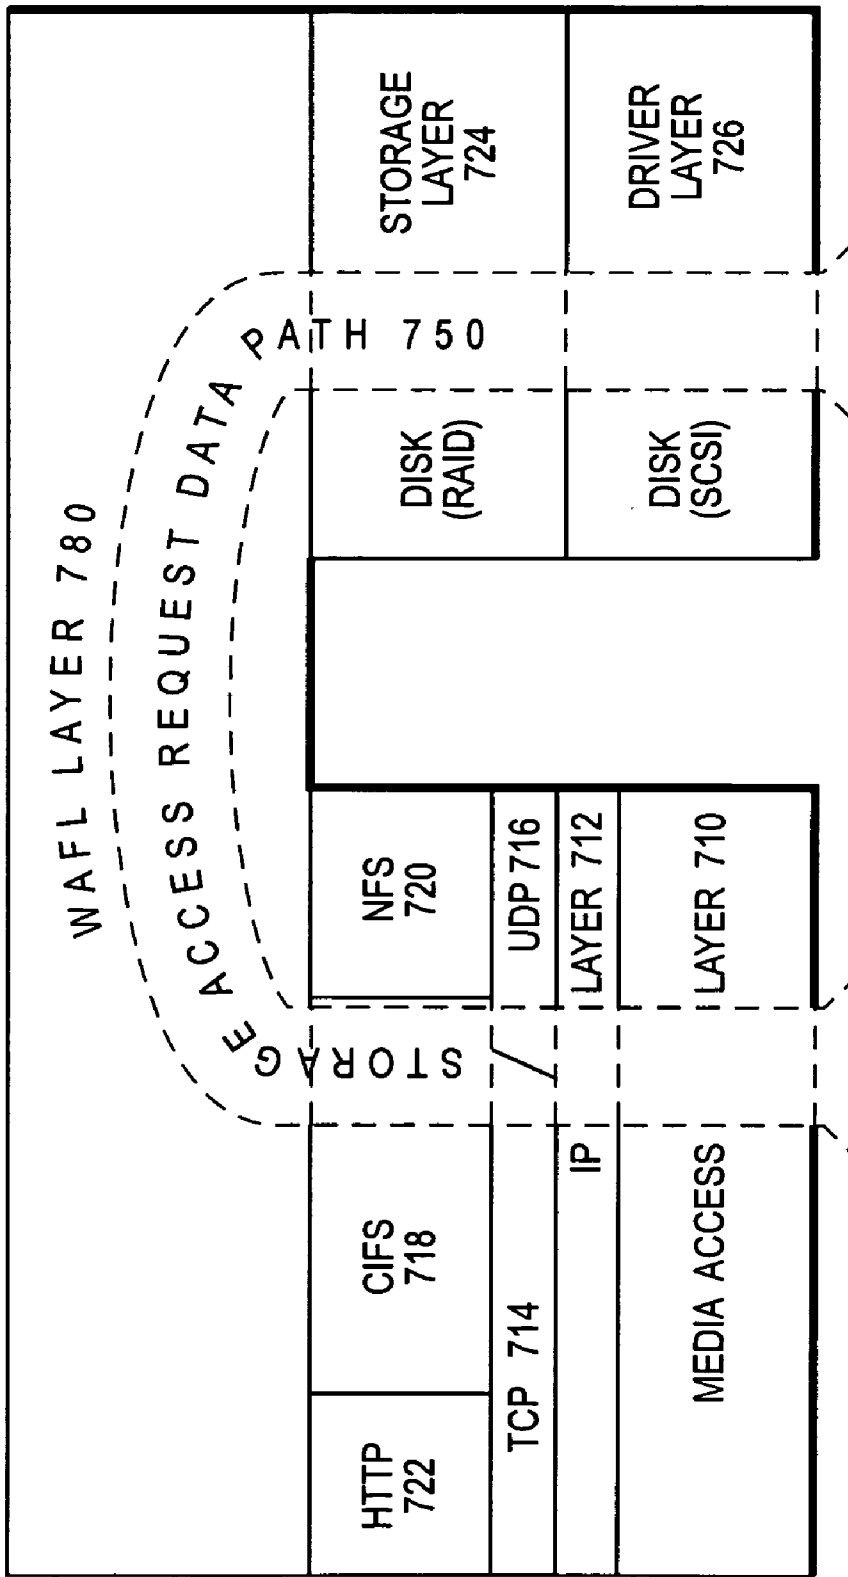 WAFL LAYER 780
STORAGE ACCESS REQUEST DATA PATH 750
HTTP
722
CIFS
718
NFS
720
DISK
(RAID)
STORAGE
LAYER
724
TCP 714
UDP 716
IP
LAYER 712
MEDIA ACCESS
LAYER 710
DISK
(SCSI)
DRIVER
LAYER
726